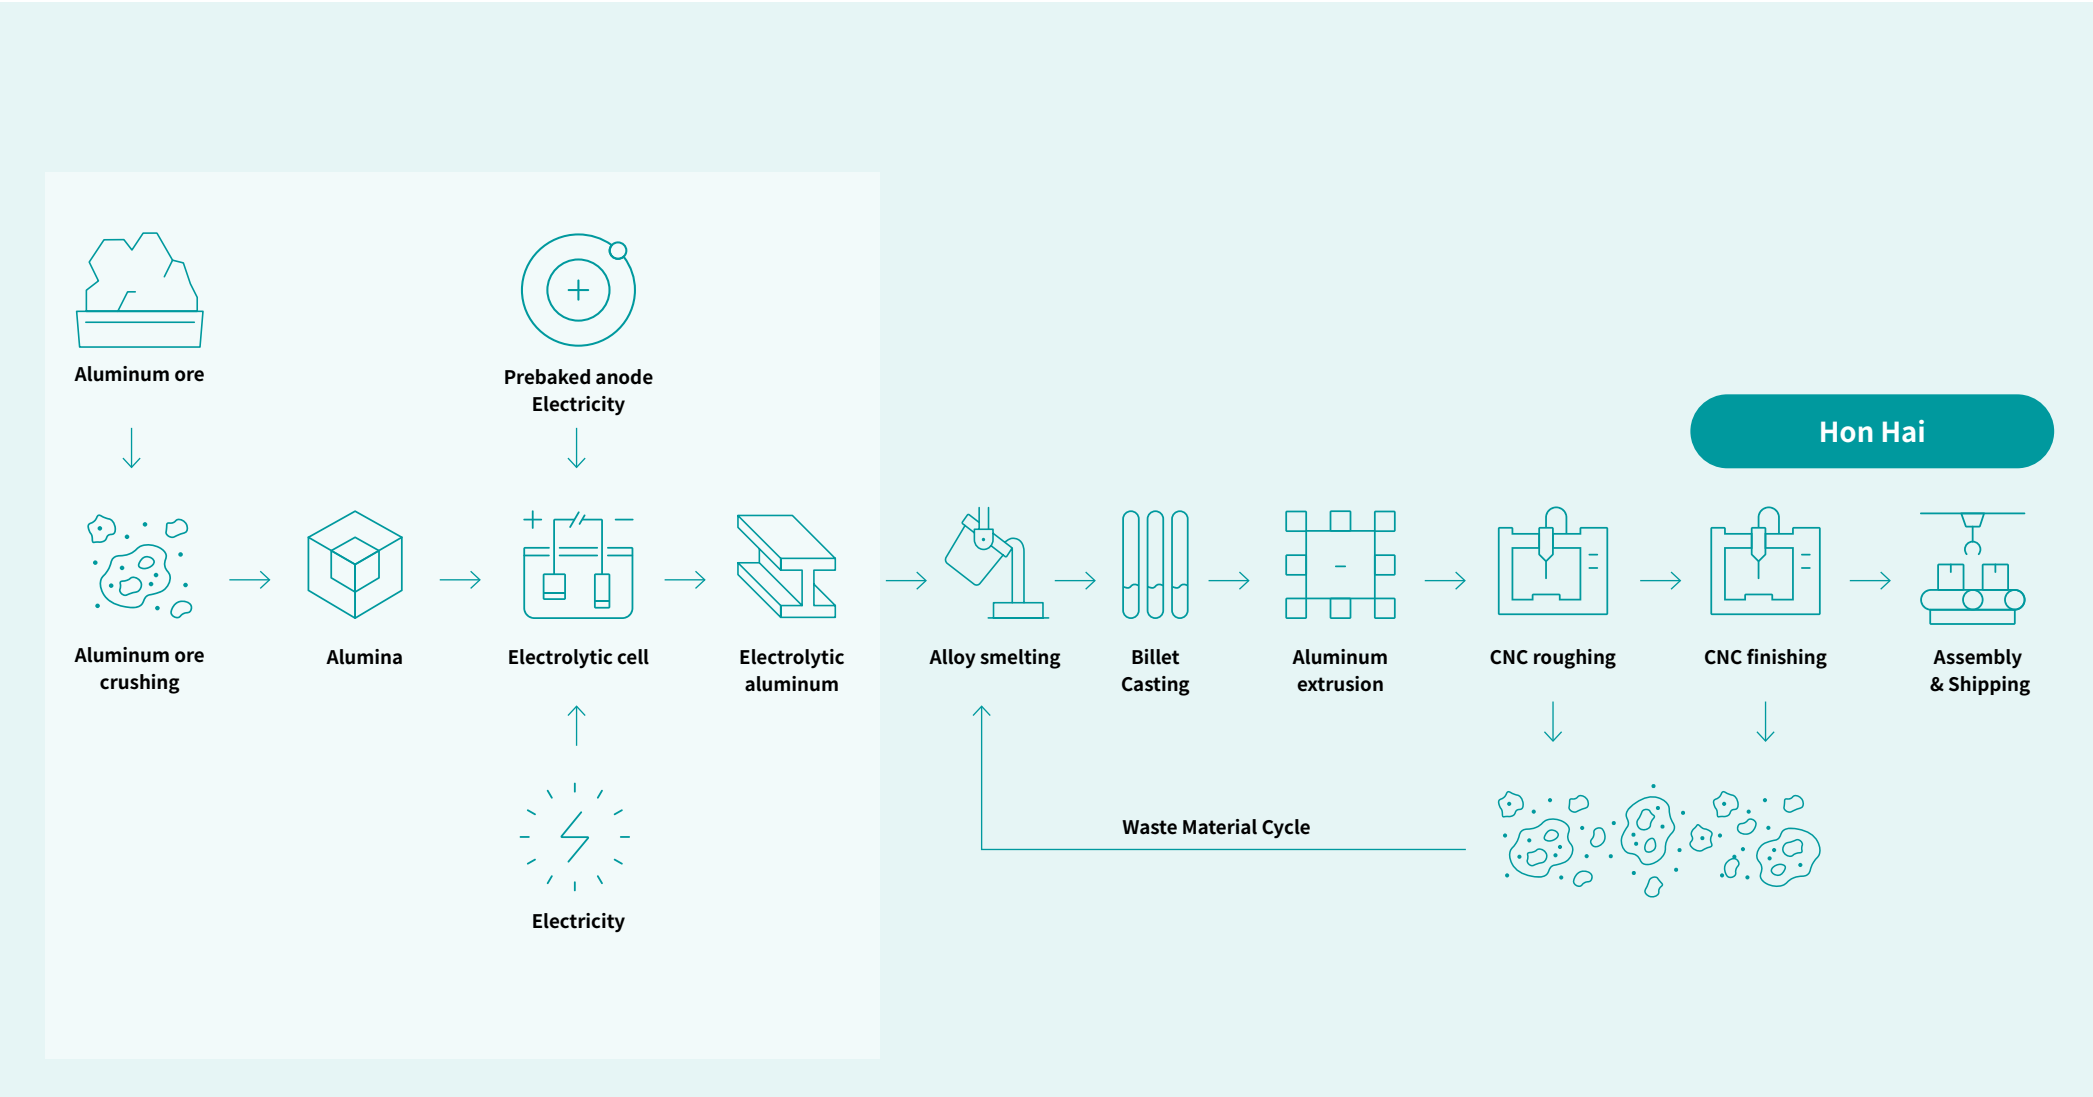 Aluminum ore
Prebaked anode
Electricity
Hon Hai
Aluminum ore
crushing
Alumina
Electrolytic cell
Electrolytic
aluminum
Alloy smelting
Billet
Casting
Aluminum
extrusion
CNC roughing
CNC finishing
Assembly
& Shipping
Waste Material Cycle
Electricity